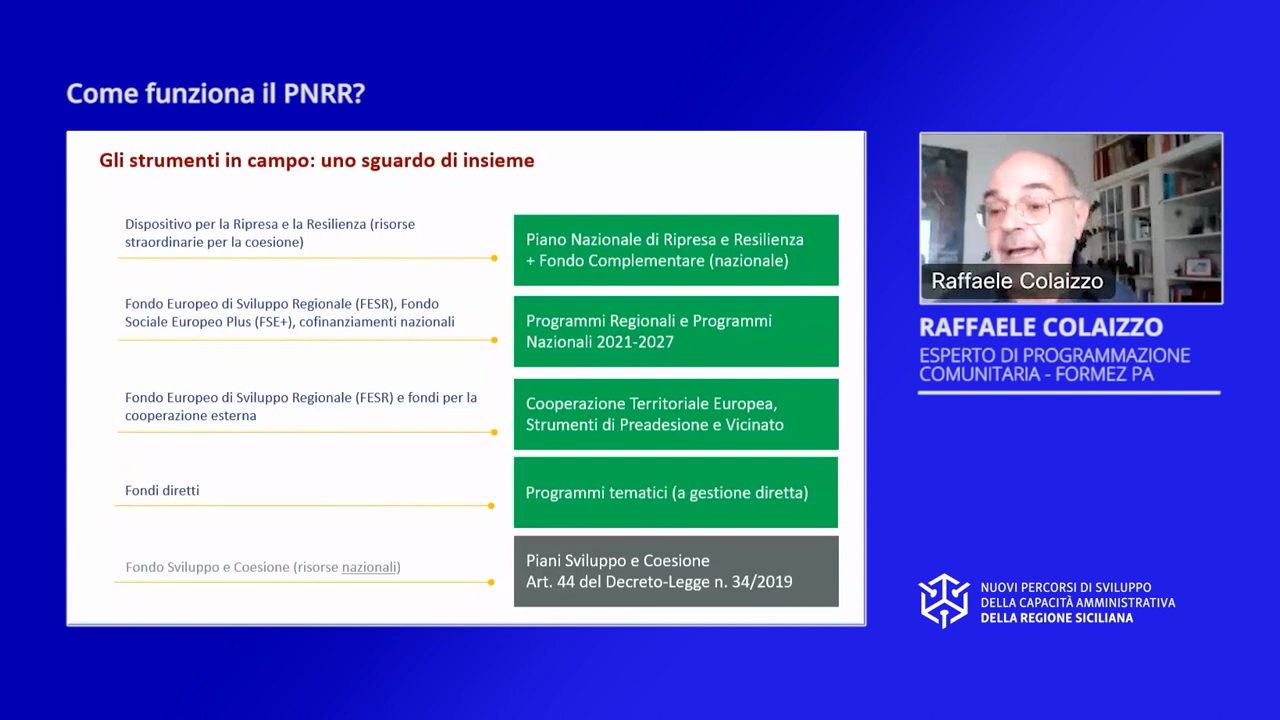 Come funziona il PNRR?
Gli strumenti in campo: uno sguardo di insieme
Dispositivo per la Ripresa e la Resilienza (risorse
straordinarie per la coesione)
Piano Nazionale di Ripresa e Resilienza
+ Fondo Complementare (nazionale)
Fondo Europeo di Sviluppo Regionale (FESR), Fondo
Sociale Europeo Plus (FSE+), cofinanziamenti nazionali
Programmi Regionali e Programmi
Nazionali 2021-2027
Fondo Europeo di Sviluppo Regionale (FESR) e fondi per la
cooperazione esterna
Cooperazione Territoriale Europea,
Strumenti di Preadesione e Vicinato
Fondi diretti
Programmi tematici (a gestione diretta)
Fondo Sviluppo e Coesione (risorse nazionali)
Piani Sviluppo e Coesione
Art. 44 del Decreto-Legge n. 34/2019
Raffaele Colaizzo
RAFFAELE COLAIZZO
ESPERTO DI PROGRAMMAZIONE
COMUNITARIA - FORMEZ PA
NUOVI PERCORSI DI SVILUPPO
DELLA CAPACITÀ AMMINISTRATIVA
DELLA REGIONE SICILIANA